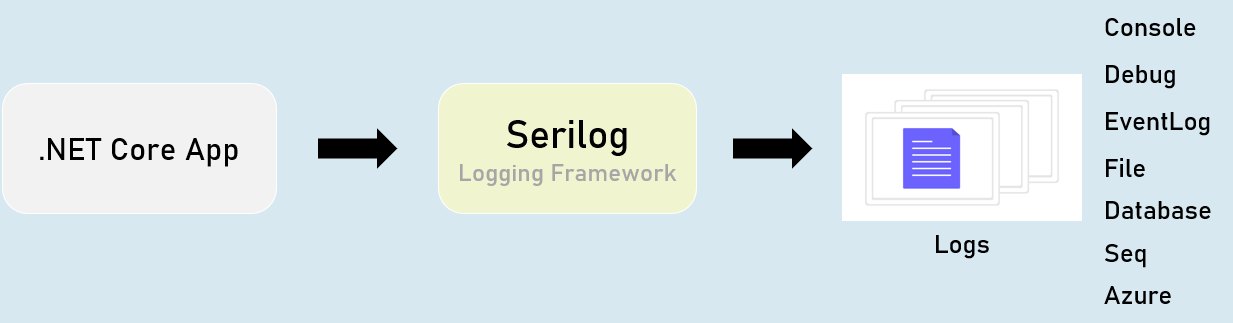 .NET Core App
Serilog
Logging Framework
Logs
Console
Debug
EventLog
File
Database
Seq
Azure